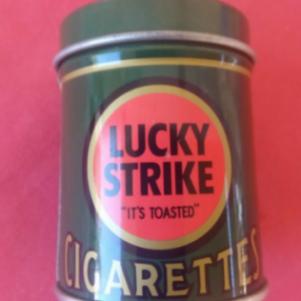 LUCKY
STRIKE
"IT'S TOASTED"
CIGARETTES